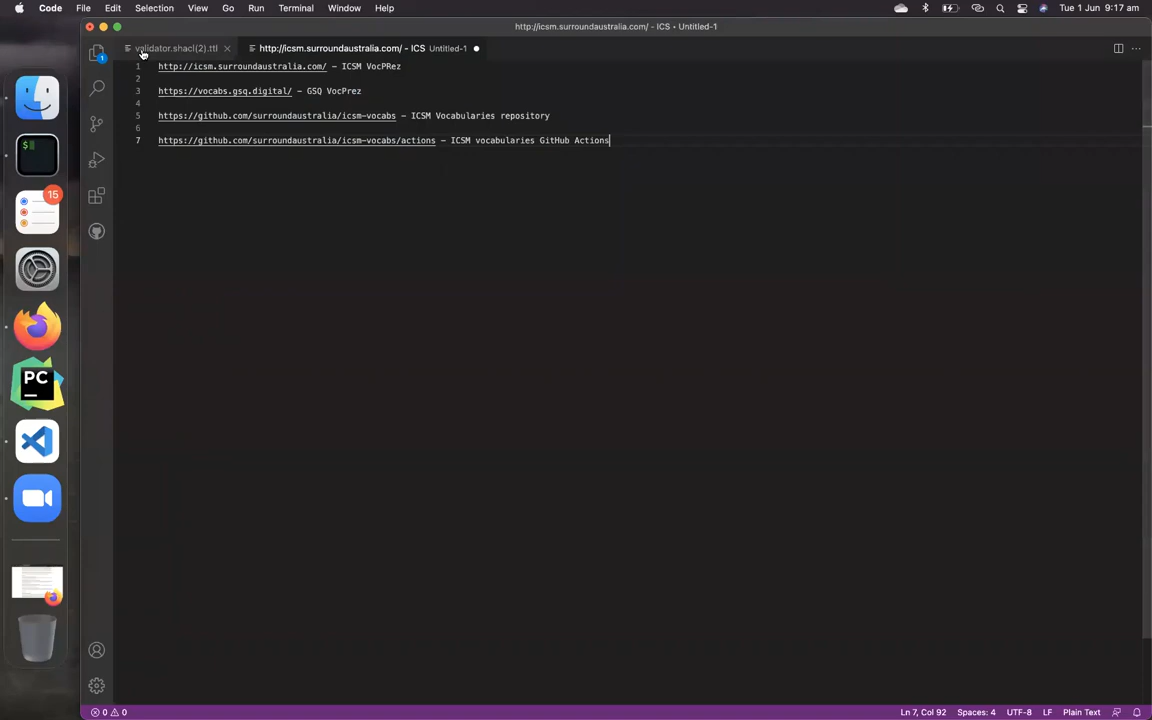 Code File Edit Selection View Go Run Terminal Window Help Tue 1 Jun 9:17 am
http://icsm.surroundaustralia.com/ - ICS • Untitled-1
validator.shacl(2).ttl http://icsm.surroundaustralia.com/ - ICS Untitled-1
1 http://icsm.surroundaustralia.com/ - ICSM VocPRez
2
3 https://vocabs.gsq.digital/ - GSQ VocPrez
4
5 https://github.com/surroundaustralia/icsm-vocabs - ICSM Vocabularies repository
6
7 https://github.com/surroundaustralia/icsm-vocabs/actions - ICSM vocabularies GitHub Actions
1
15
$
PC
0 0 Ln 7, Col 92 Spaces: 4 UTF-8 LF Plain Text